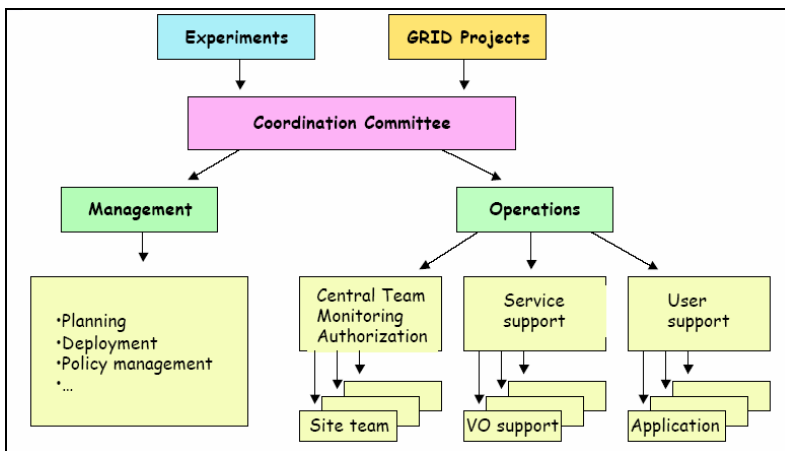 Experiments
GRID Projects
Coordination Committee
Management
Operations
•Planning
•Deployment
•Policy management
•…
Central Team
Monitoring
Authorization
Service
support
User
support
Site team
VO support
Application